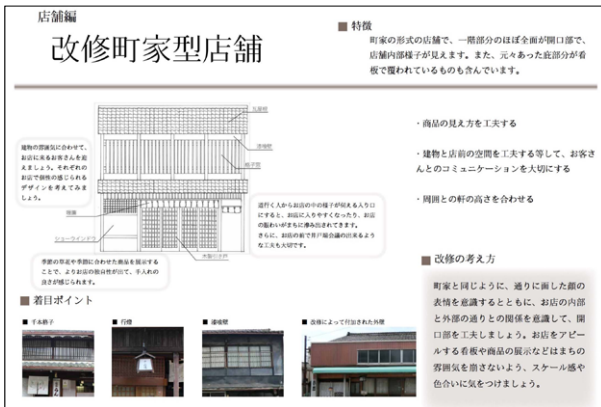 店舗編
改修町家型店舗
■ 特徴
町家の形式の店舗で、一階部分のほぼ全面が開口部で、
店舗内部様子が見えます。また、元々あった庇部分が看
板で覆われているものも含んでいます。
建物の雰囲気に合わせて、
お店に来るお客さんを迎
えましょう。それぞれの
お店で個性の感じられる
デザインを考えてみま
しょう。
瓦屋根
漆喰壁
格子窓
ショーウィンドウ
木製引き戸
道行く人からお店の中の様子が伺える入り口
にすると、お店に入りやすくなったり、お店
の賑わいがまちに滲み出されてきます。
さらに、お店の前で井戸端会議の出来るよう
な工夫も大切です。
季節の草花や季節に合わせた商品を展示する
ことで、よりお店の独自性が出て、手入れの
良さが感じられます。
・商品の見え方を工夫する
・建物と店前の空間を工夫する等して、お客さ
んとのコミュニケーションを大切にする
・周囲との軒の高さを合わせる
■ 着目ポイント
■ 千本格子
■ 行燈
■ 漆喰壁
■ 改修によって付加された外壁
■ 改修の考え方
町家と同じように、通りに面した顔の
表情を意識するとともに、お店の内部
と外部の通りとの関係を意識して、開
口部を工夫しましょう。お店をアピー
ルする看板や商品の展示などはまちの
雰囲気を崩さないよう、スケール感や
色合いに気をつけましょう。